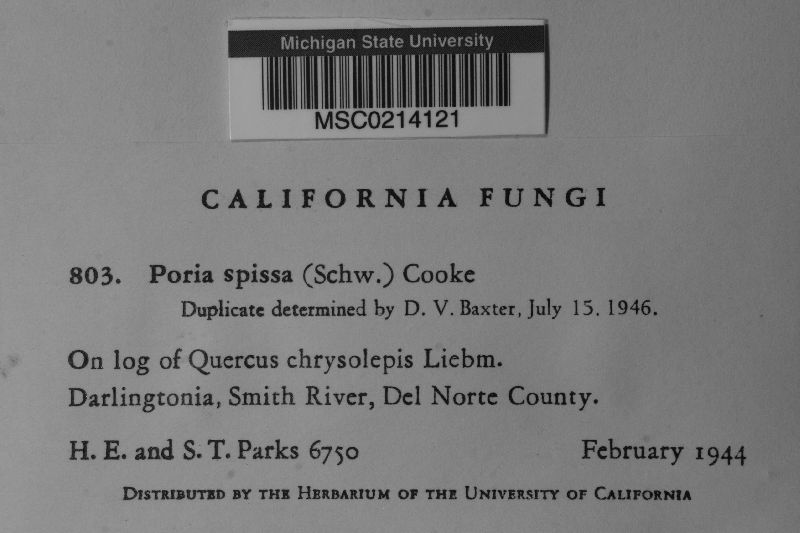 Michigan State University
MSC0214121
CALIFORNIA FUNGI
803. Poria spissa (Schw.) Cooke
Duplicate determined by D. V. Baxter, July 15, 1946.
On log of Quercus chrysolepis Liebm.
Darlingtonia, Smith River, Del Norte County.
H. E. and S. T. Parks 6750 February 1944
DISTRIBUTED BY THE HERBARIUM OF THE UNIVERSITY OF CALIFORNIA